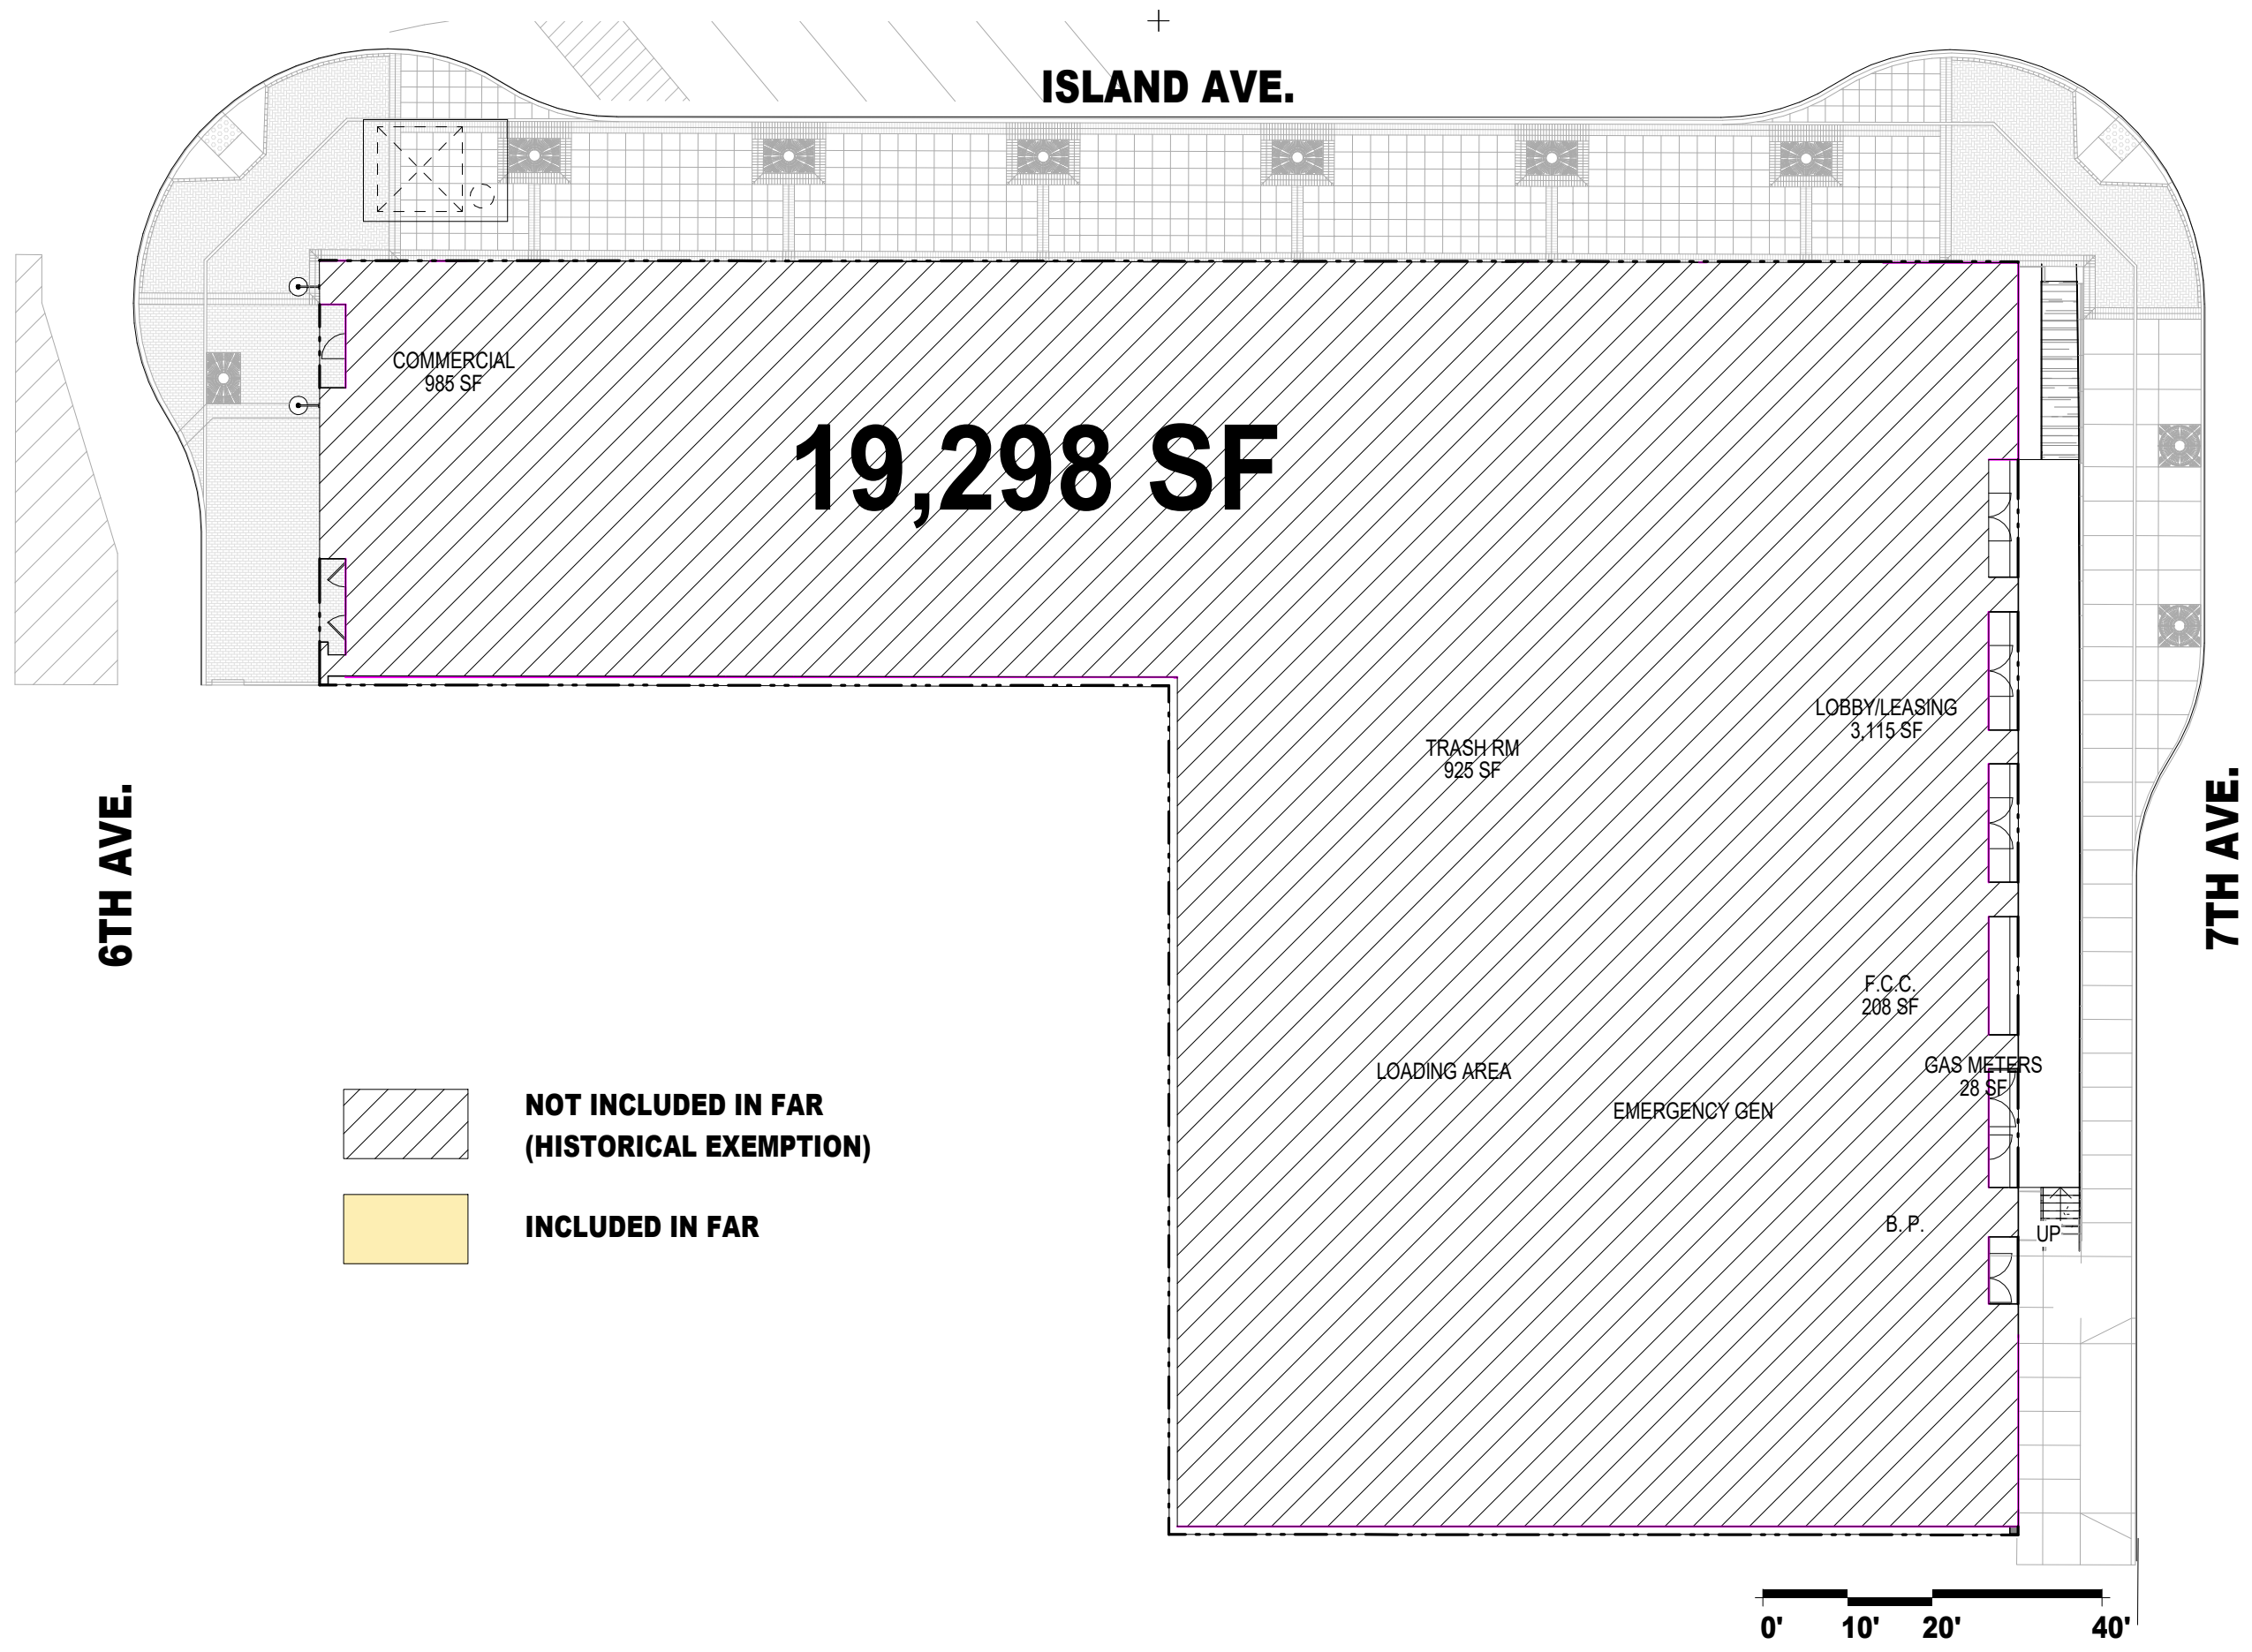 ISLAND AVE.
COMMERCIAL
985 SF
19,298 SF
LOBBY/LEASING
3,115 SF
TRASH RM
925 SF
6TH AVE.
7TH AVE.
F.C.C.
208 SF
LOADING AREA
GAS METERS
28 SF
EMERGENCY GEN
NOT INCLUDED IN FAR
(HISTORICAL EXEMPTION)
INCLUDED IN FAR
B. P.
UP
0' 10' 20' 40'